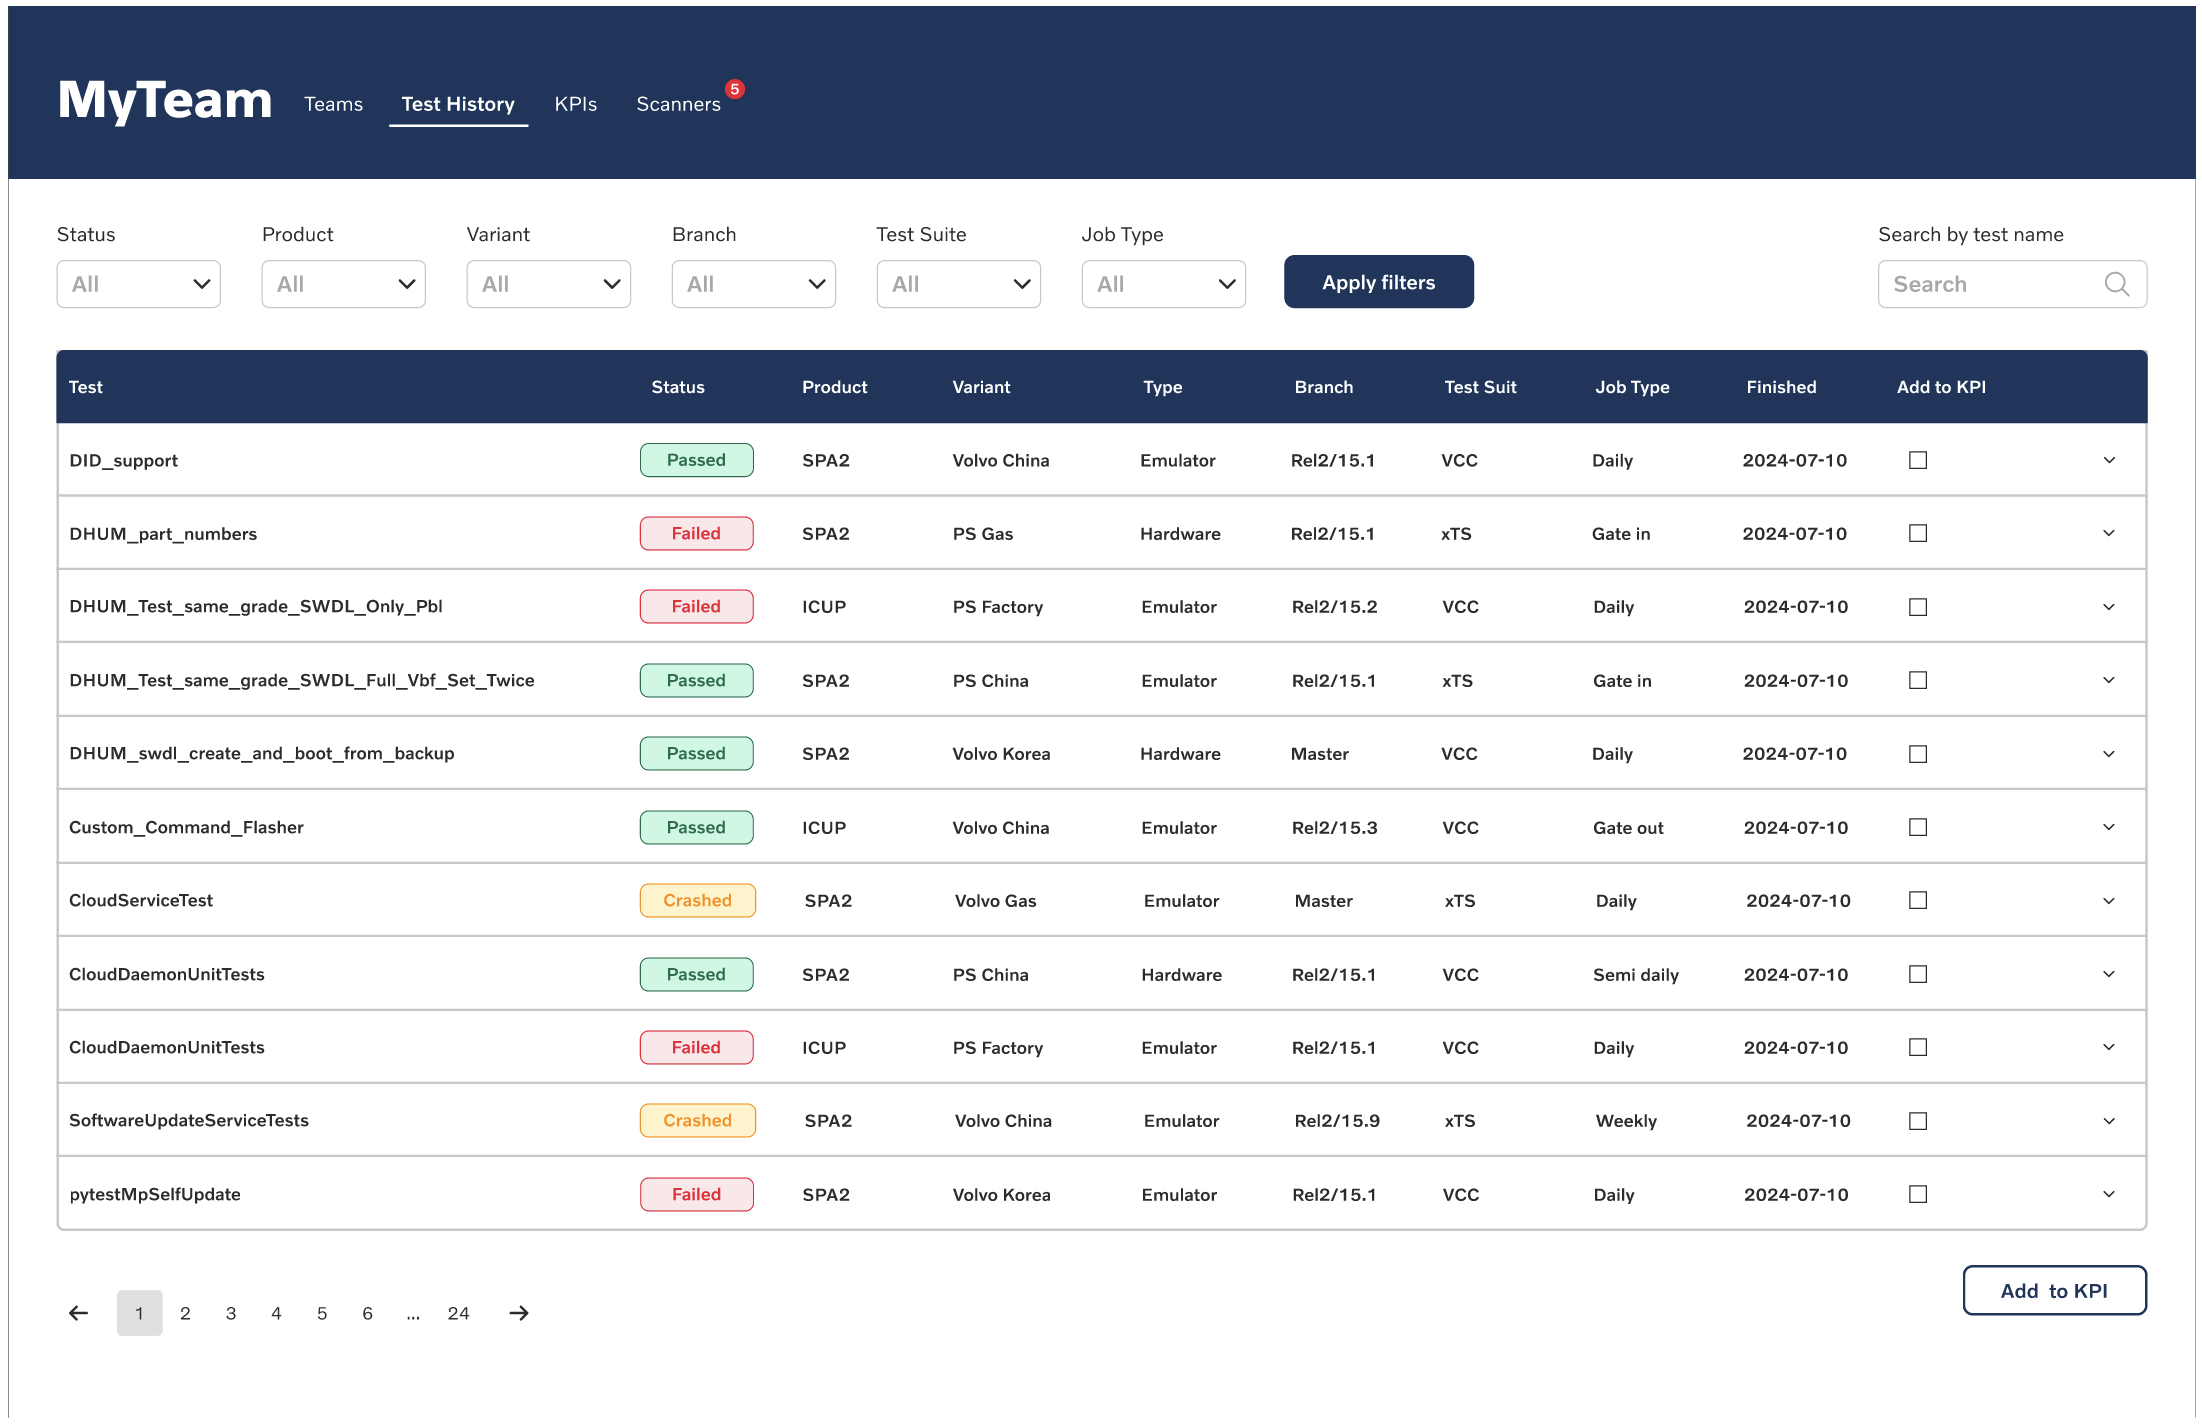 MyTeam Teams Test History KPIs Scanners 5
Status Product Variant Branch Test Suite Job Type Search by test name
All All All All All All Apply filters Search
Test Status Product Variant Type Branch Test Suit Job Type Finished Add to KPI
DID_support Passed SPA2 Volvo China Emulator Rel2/15.1 VCC Daily 2024-07-10
DHUM_part_numbers Failed SPA2 PS Gas Hardware Rel2/15.1 xTS Gate in 2024-07-10
DHUM_Test_same_grade_SWDL_Only_Pbl Failed ICUP PS Factory Emulator Rel2/15.2 VCC Daily 2024-07-10
DHUM_Test_same_grade_SWDL_Full_Vbf_Set_Twice Passed SPA2 PS China Emulator Rel2/15.1 xTS Gate in 2024-07-10
DHUM_swdl_create_and_boot_from_backup Passed SPA2 Volvo Korea Hardware Master VCC Daily 2024-07-10
Custom_Command_Flasher Passed ICUP Volvo China Emulator Rel2/15.3 VCC Gate out 2024-07-10
CloudServiceTest Crashed SPA2 Volvo Gas Emulator Master xTS Daily 2024-07-10
CloudDaemonUnitTests Passed SPA2 PS China Hardware Rel2/15.1 VCC Semi daily 2024-07-10
CloudDaemonUnitTests Failed ICUP PS Factory Emulator Rel2/15.1 VCC Daily 2024-07-10
SoftwareUpdateServiceTests Crashed SPA2 Volvo China Emulator Rel2/15.9 xTS Weekly 2024-07-10
pytestMpSelfUpdate Failed SPA2 Volvo Korea Emulator Rel2/15.1 VCC Daily 2024-07-10
Add to KPI
← 1 2 3 4 5 6 ... 24 →